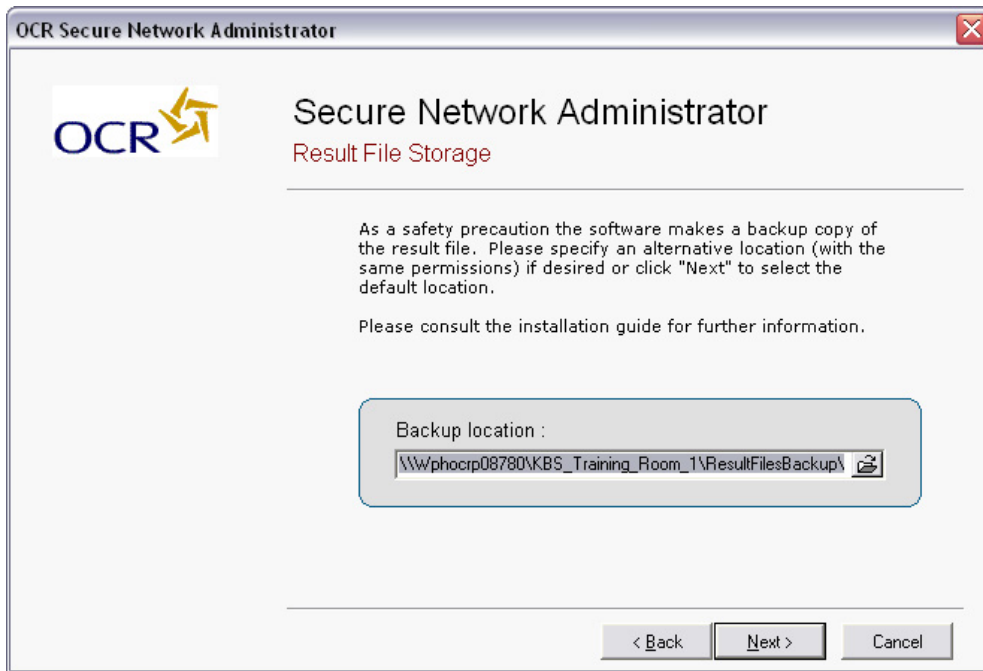 OCR Secure Network Administrator
OCR
Secure Network Administrator
Result File Storage
As a safety precaution the software makes a backup copy of
the result file. Please specify an alternative location (with the
same permissions) if desired or click "Next" to select the
default location.
Please consult the installation guide for further information.
Backup location :
\\Wphocrp08780\KBS_Training_Room_1\ResultFilesBackup\
< Back Next > Cancel